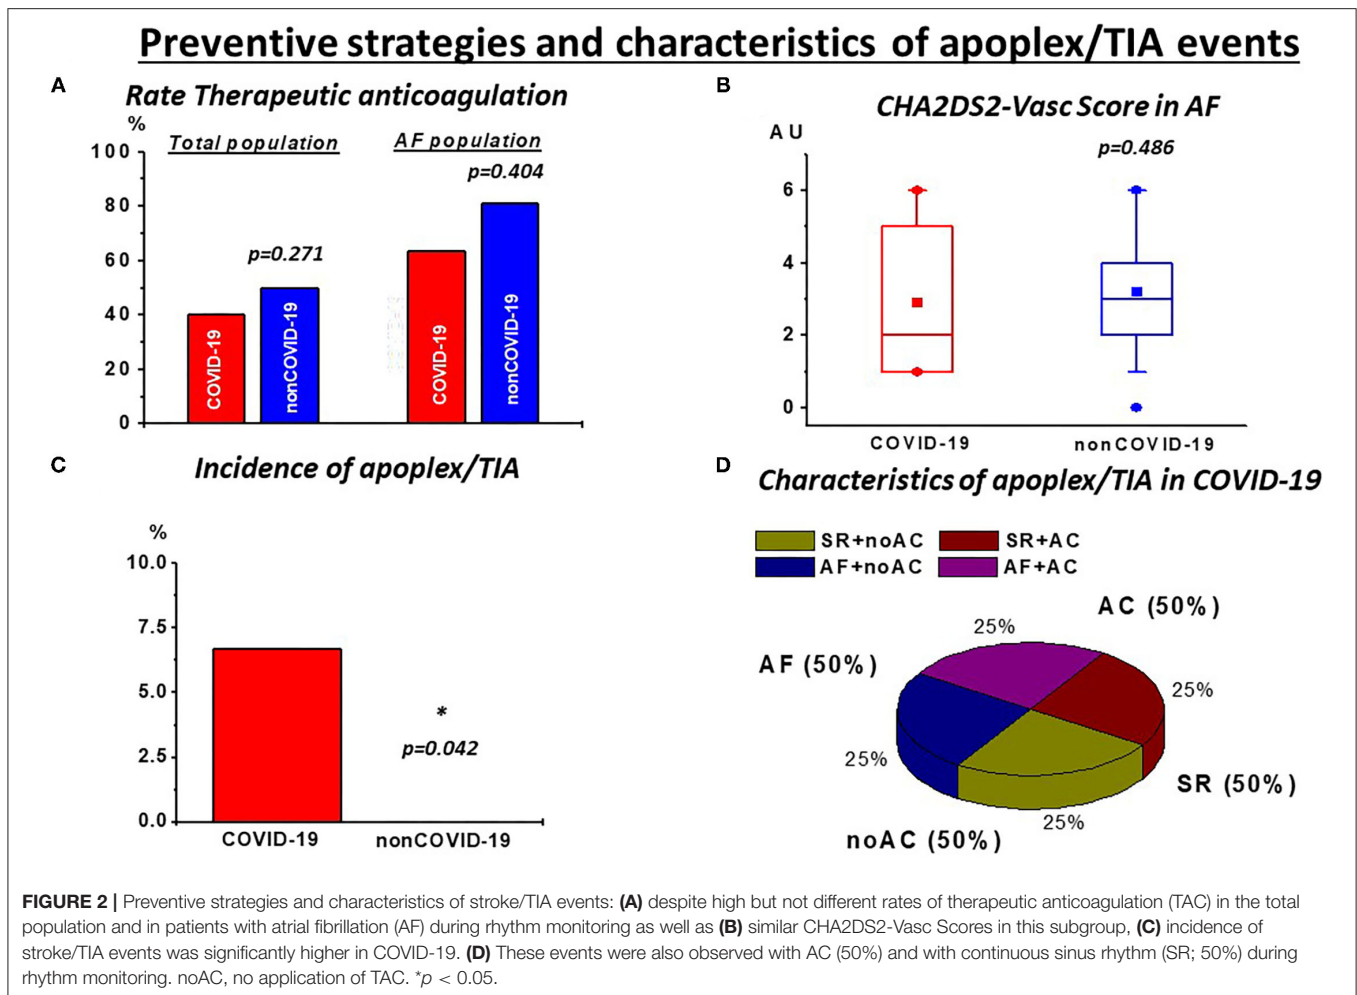 Preventive strategies and characteristics of apoplex/TIA events
A
Rate Therapeutic anticoagulation
%
Total population
AF population
p=0.404
p=0.271
100
80
60
40
20
0
COVID-19
nonCOVID-19
COVID-19
nonCOVID-19
B
CHA2DS2-Vasc Score in AF
AU
p=0.486
6
4
2
0
COVID-19
nonCOVID-19
C
Incidence of apoplex/TIA
%
10.0
7.5
5.0
2.5
0.0
*
p=0.042
COVID-19
nonCOVID-19
D
Characteristics of apoplex/TIA in COVID-19
SR+noAC
SR+AC
AF+noAC
AF+AC
AC (50%)
25%
AF (50%)
25%
25%
SR (50%)
25%
noAC (50%)
FIGURE 2 | Preventive strategies and characteristics of stroke/TIA events: (A) despite high but not different rates of therapeutic anticoagulation (TAC) in the total
population and in patients with atrial fibrillation (AF) during rhythm monitoring as well as (B) similar CHA2DS2-Vasc Scores in this subgroup, (C) incidence of
stroke/TIA events was significantly higher in COVID-19. (D) These events were also observed with AC (50%) and with continuous sinus rhythm (SR; 50%) during
rhythm monitoring. noAC, no application of TAC. *p < 0.05.